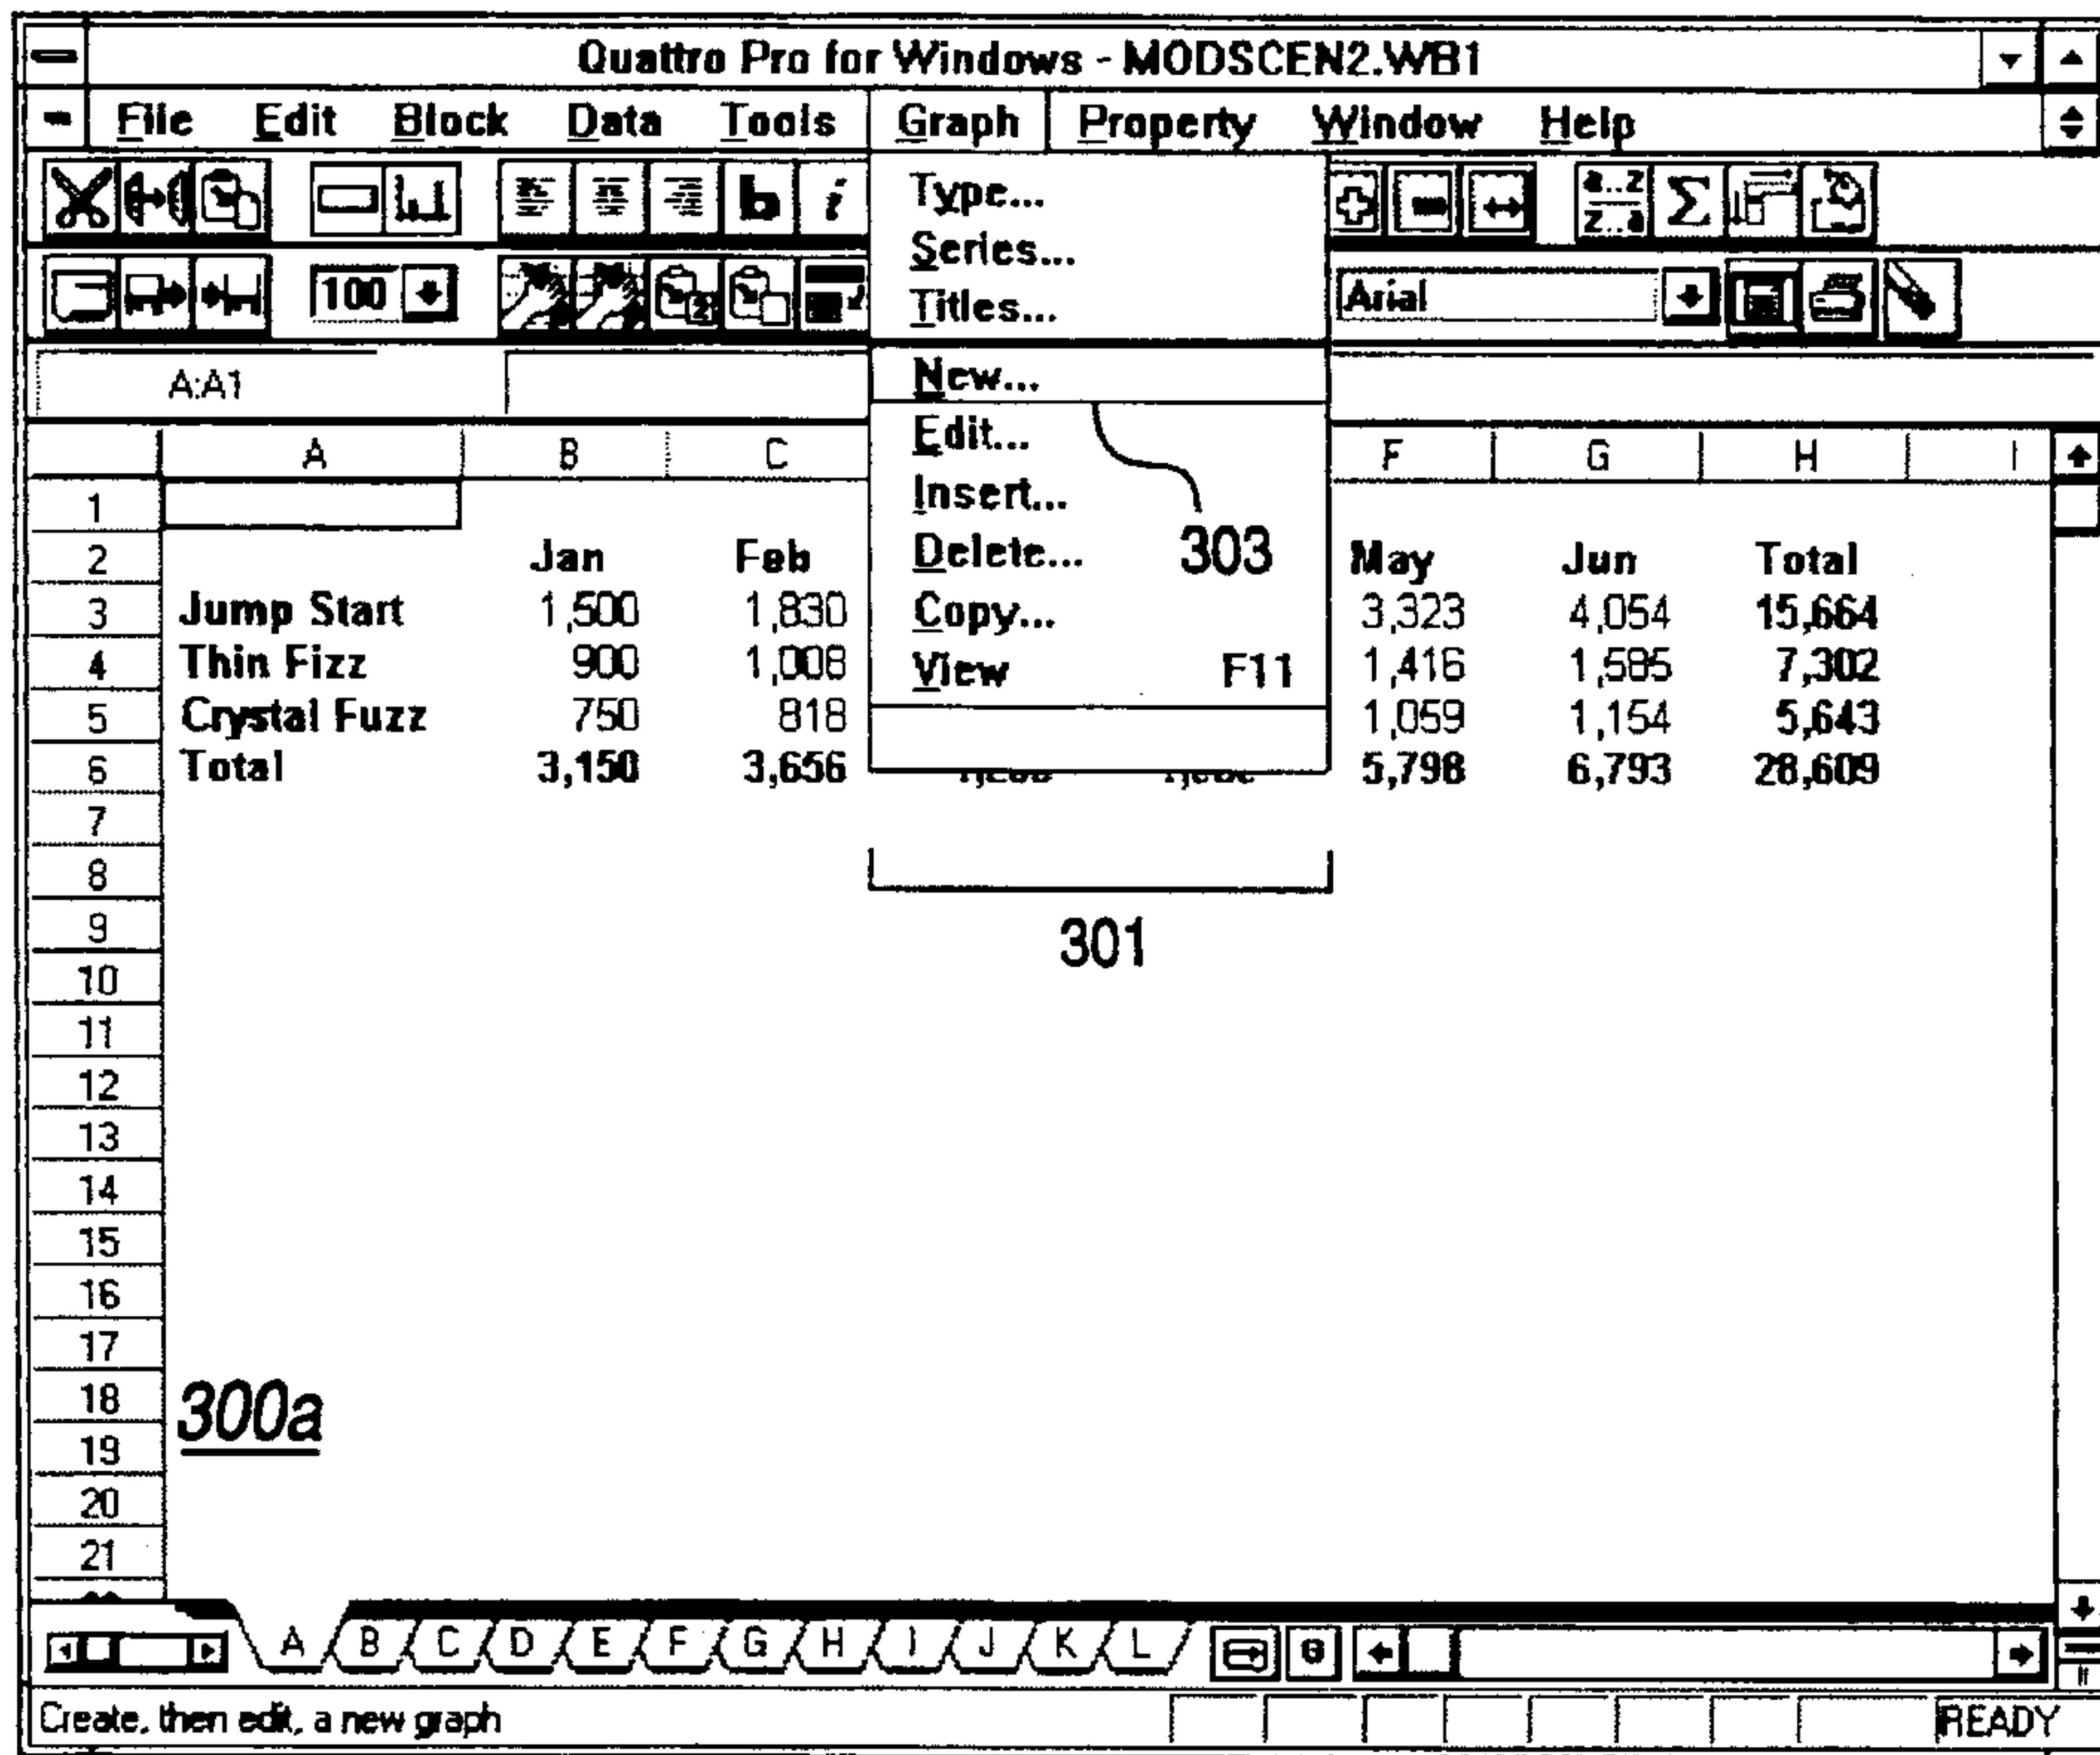 Quattro Pro for Windows - MODSCEN2.WB1
File Edit Block Data Tools Graph Property Window Help
b i Type... a..z z..a Σ
Series...
100 2 Titles... Arial
A:A1 New...
Edit...
A B C F G H I
1 Insert...
2 Jan Feb Delete... 303 May Jun Total
3 Jump Start 1,500 1,830 Copy... 3,323 4,054 15,664
4 Thin Fizz 900 1,008 View F11 1,416 1,585 7,302
5 Crystal Fuzz 750 818 1,059 1,154 5,643
6 Total 3,150 3,656 5,798 6,793 28,609
7
8
9 301
10
11
12
13
14
15
16
17
18 300a
19
20
21
A B C D E F G H I J K L
Create, then edit, a new graph READY